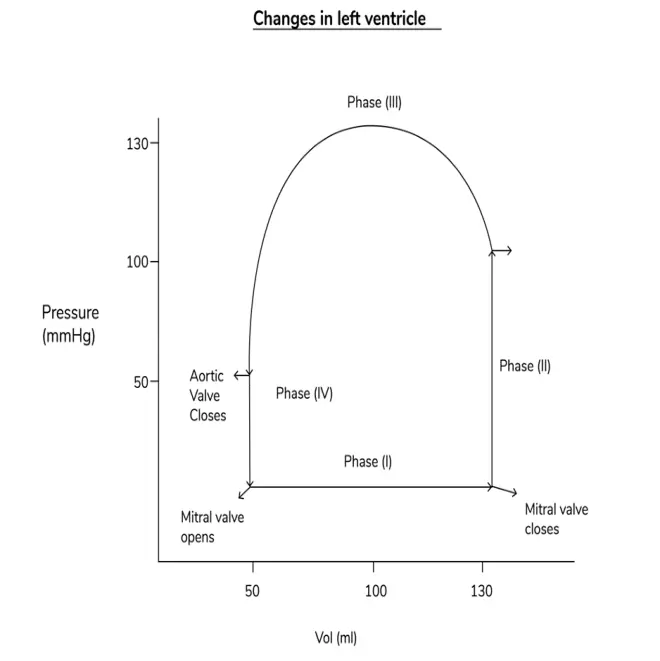 Changes in left ventricle
Phase (III)
130
100
Pressure
(mmHg)
Phase (II)
50
Aortic
Valve
Closes
Phase (IV)
Phase (I)
Mitral valve
opens
Mitral valve
closes
50
100
130
Vol (ml)